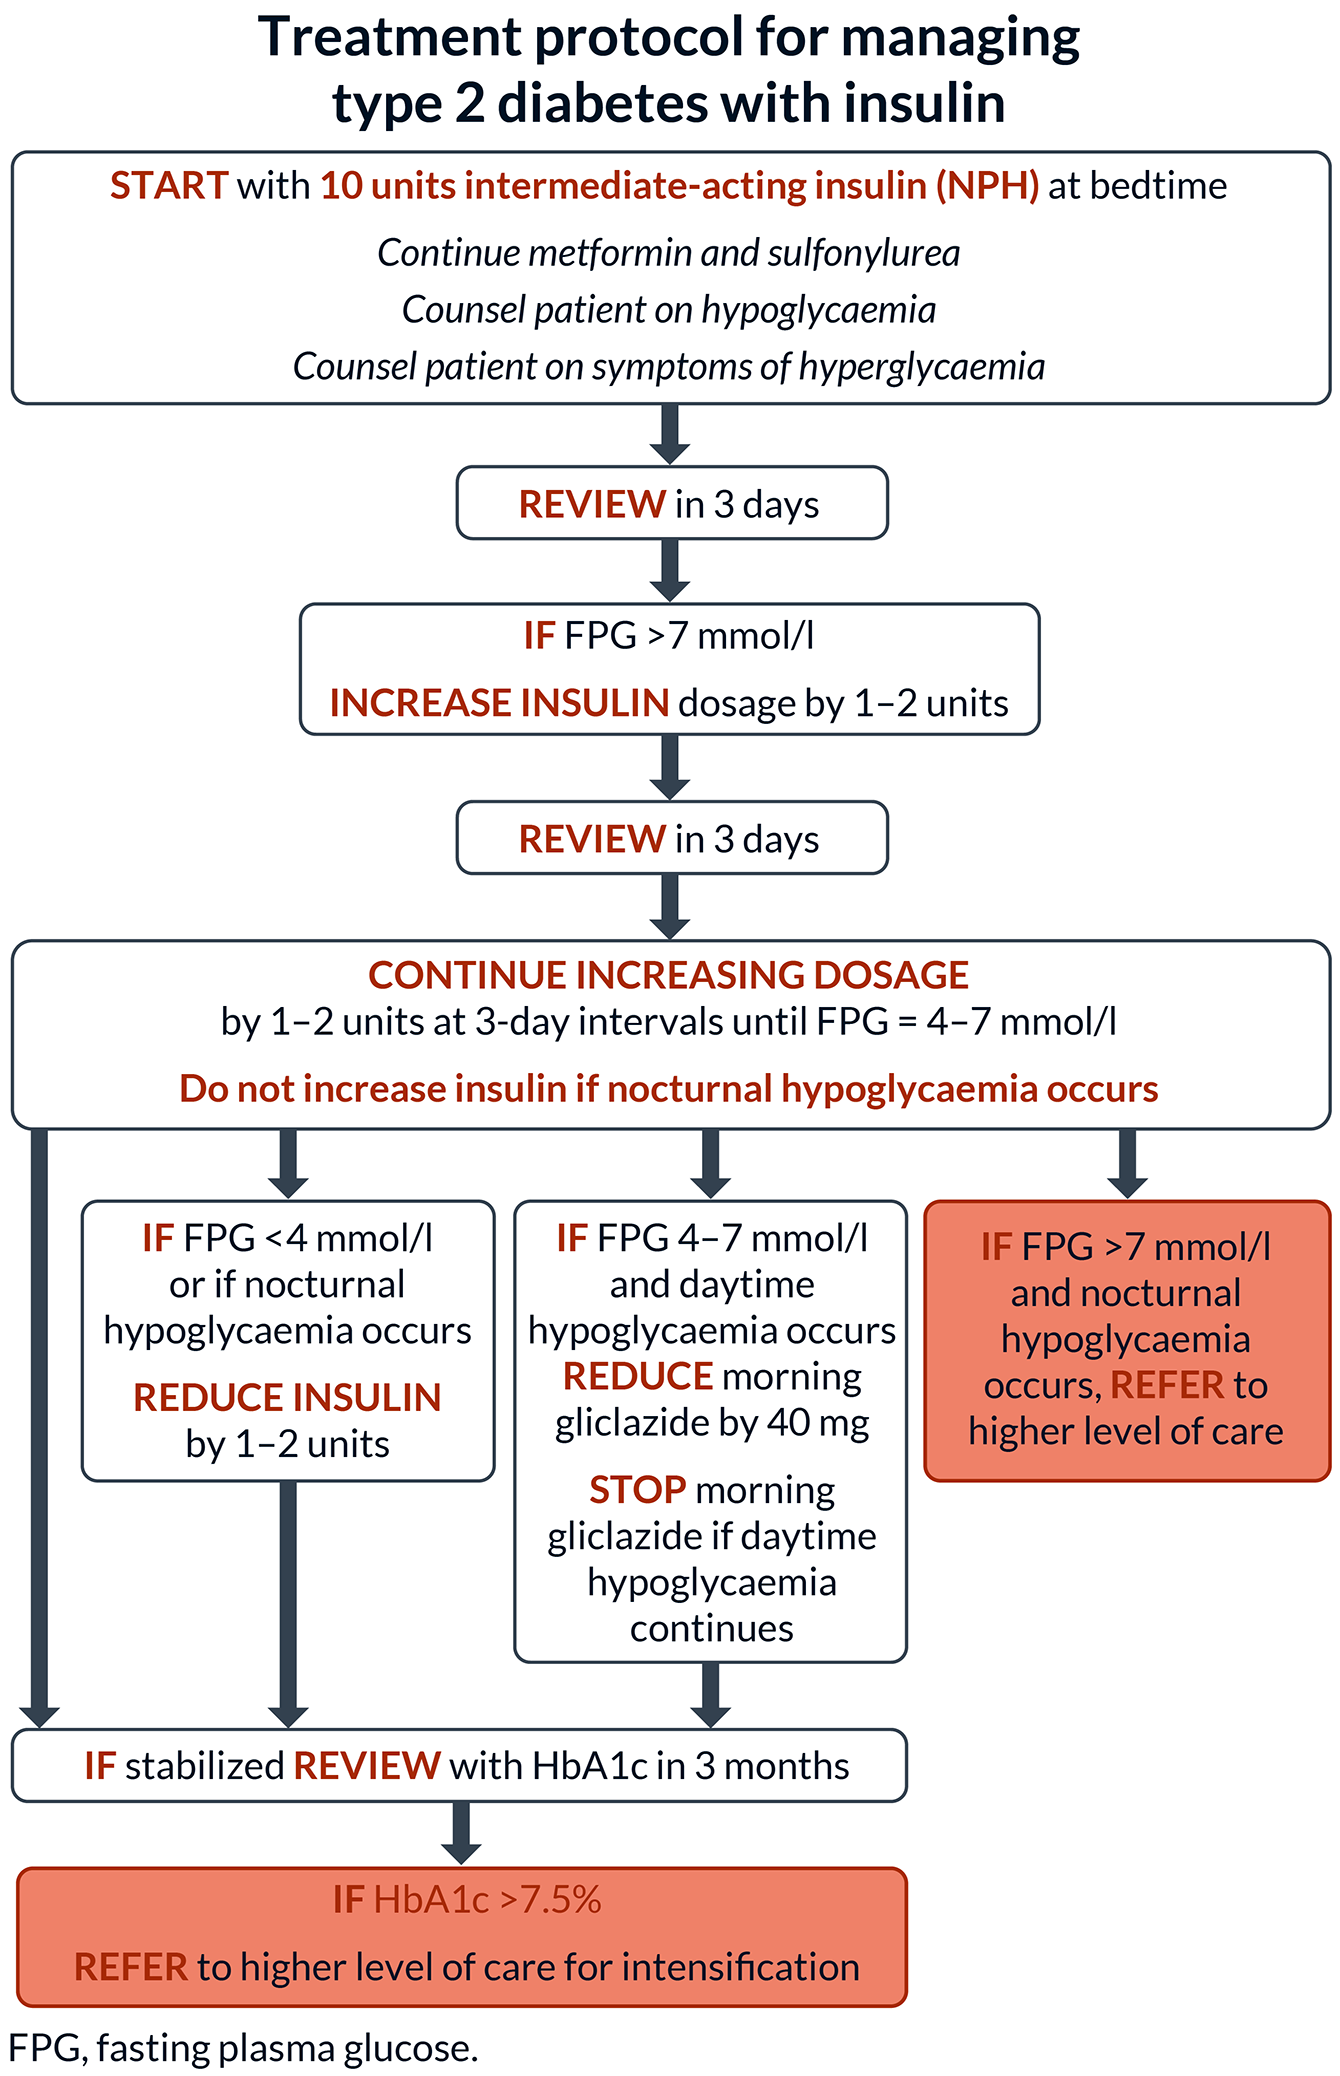 Treatment protocol for managing
type 2 diabetes with insulin
START with 10 units intermediate-acting insulin (NPH) at bedtime
Continue metformin and sulfonylurea
Counsel patient on hypoglycaemia
Counsel patient on symptoms of hyperglycaemia
REVIEW in 3 days
IF FPG >7 mmol/l
INCREASE INSULIN dosage by 1–2 units
REVIEW in 3 days
CONTINUE INCREASING DOSAGE
by 1–2 units at 3-day intervals until FPG = 4–7 mmol/l
Do not increase insulin if nocturnal hypoglycaemia occurs
IF FPG <4 mmol/l
or if nocturnal
hypoglycaemia occurs
REDUCE INSULIN
by 1–2 units
IF FPG 4–7 mmol/l
and daytime
hypoglycaemia occurs
REDUCE morning
gliclazide by 40 mg
STOP morning
gliclazide if daytime
hypoglycaemia
continues
IF FPG >7 mmol/l
and nocturnal
hypoglycaemia
occurs, REFER to
higher level of care
IF stabilized REVIEW with HbA1c in 3 months
IF HbA1c >7.5%
REFER to higher level of care for intensification
FPG, fasting plasma glucose.